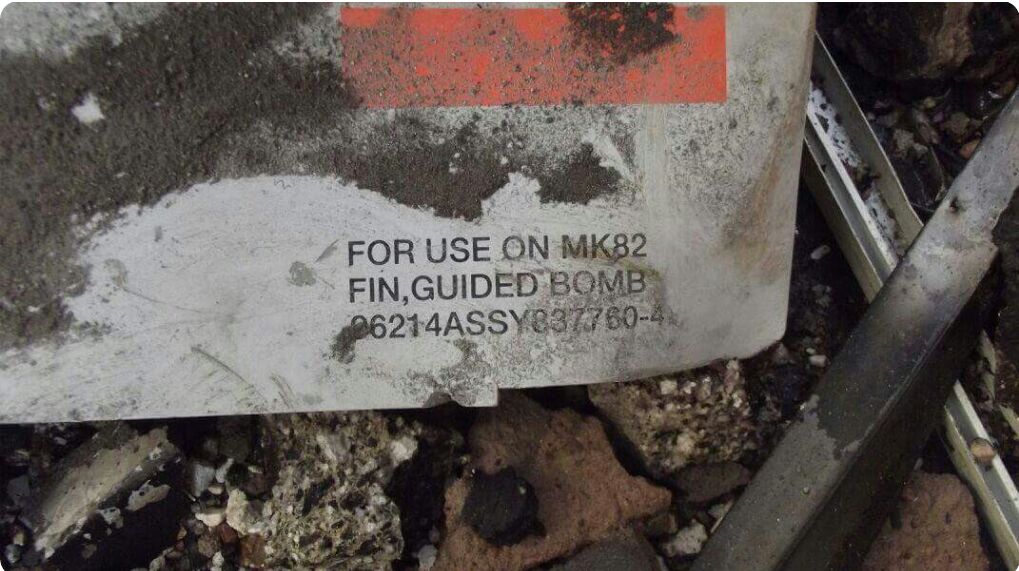 FOR USE ON MK82
FIN,GUIDED BOMB
96214ASSY837760-4